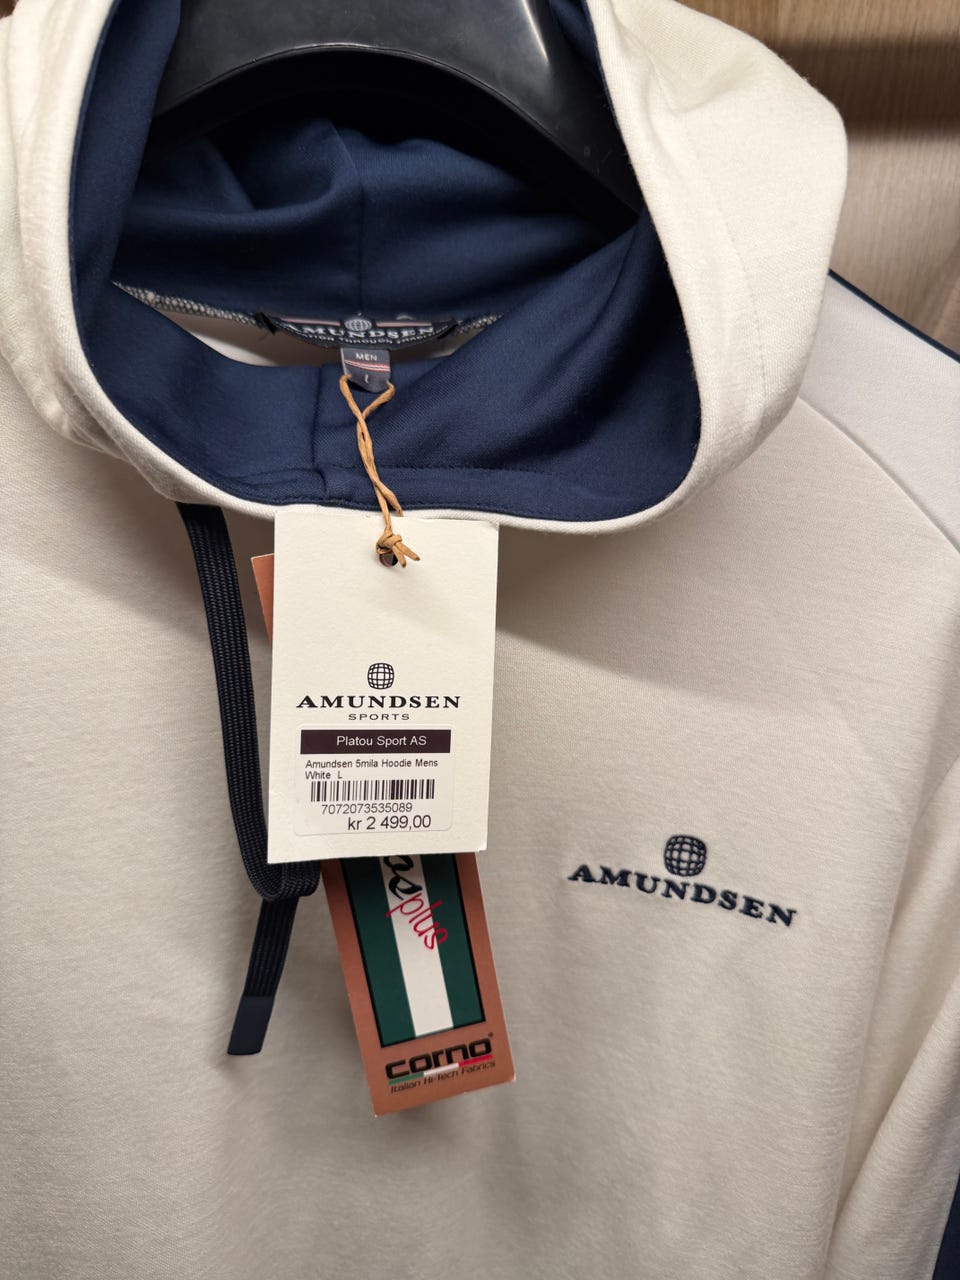 AMUNDSEN
MEN
L
AMUNDSEN
SPORTS
Platou Sport AS
Amundsen 5mila Hoodie Mens
White L
7072073535089
kr 2 499,00
AMUNDSEN
plus
corno
Italian Hi-Tech Fabrics